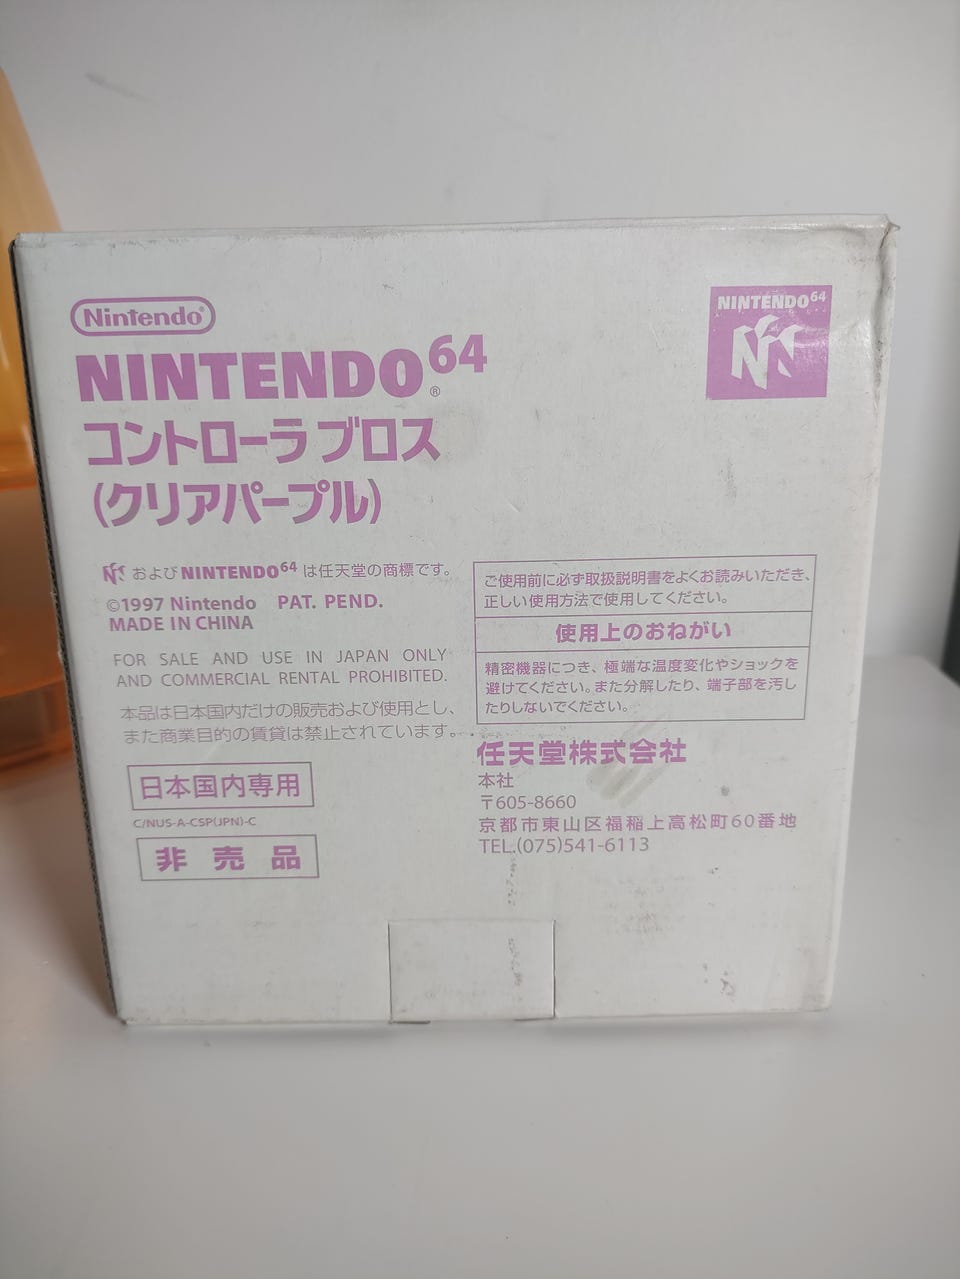 Nintendo®
NINTENDO64®
コントローラ ブロス
(クリアパープル)
NINTENDO64
および NINTENDO64 は任天堂の商標です。
©1997 Nintendo PAT. PEND.
MADE IN CHINA
FOR SALE AND USE IN JAPAN ONLY
AND COMMERCIAL RENTAL PROHIBITED.
本品は日本国内だけの販売および使用とし、
また商業目的の賃貸は禁止されています。
日本国内専用
C/NUS-A-CSP(JPN)-C
非売品
ご使用前に必ず取扱説明書をよくお読みいただき、
正しい使用方法で使用してください。
使用上のおねがい
精密機器につき、極端な温度変化やショックを
避けてください。また分解したり、端子部を汚し
たりしないでください。
任天堂株式会社
本社
〒605-8660
京都市東山区福稲上高松町60番地
TEL.(075)541-6113